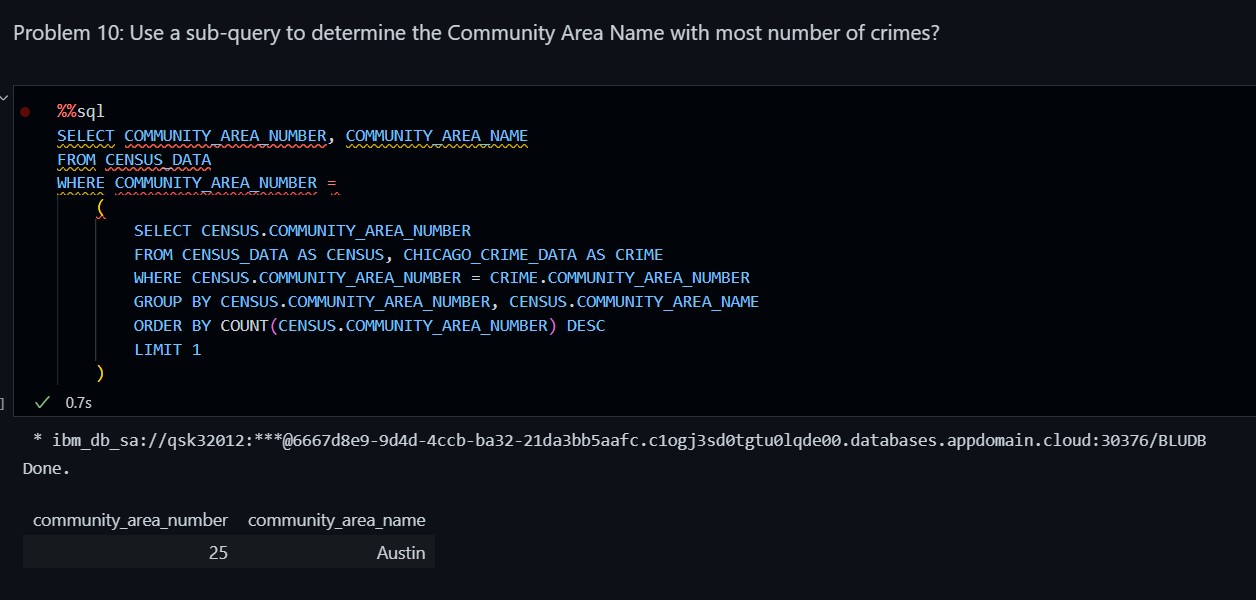 Problem 10: Use a sub-query to determine the Community Area Name with most number of crimes?
%%sql
SELECT COMMUNITY_AREA_NUMBER, COMMUNITY_AREA_NAME
FROM CENSUS_DATA
WHERE COMMUNITY_AREA_NUMBER =
(
SELECT CENSUS.COMMUNITY_AREA_NUMBER
FROM CENSUS_DATA AS CENSUS, CHICAGO_CRIME_DATA AS CRIME
WHERE CENSUS.COMMUNITY_AREA_NUMBER = CRIME.COMMUNITY_AREA_NUMBER
GROUP BY CENSUS.COMMUNITY_AREA_NUMBER, CENSUS.COMMUNITY_AREA_NAME
ORDER BY COUNT(CENSUS.COMMUNITY_AREA_NUMBER) DESC
LIMIT 1
)
] ✓ 0.7s
* ibm_db_sa://qsk32012:***@6667d8e9-9d4d-4ccb-ba32-21da3bb5aafc.c1ogj3sd0tgtu0lqde00.databases.appdomain.cloud:30376/BLUDB
Done.
community_area_number community_area_name
25 Austin